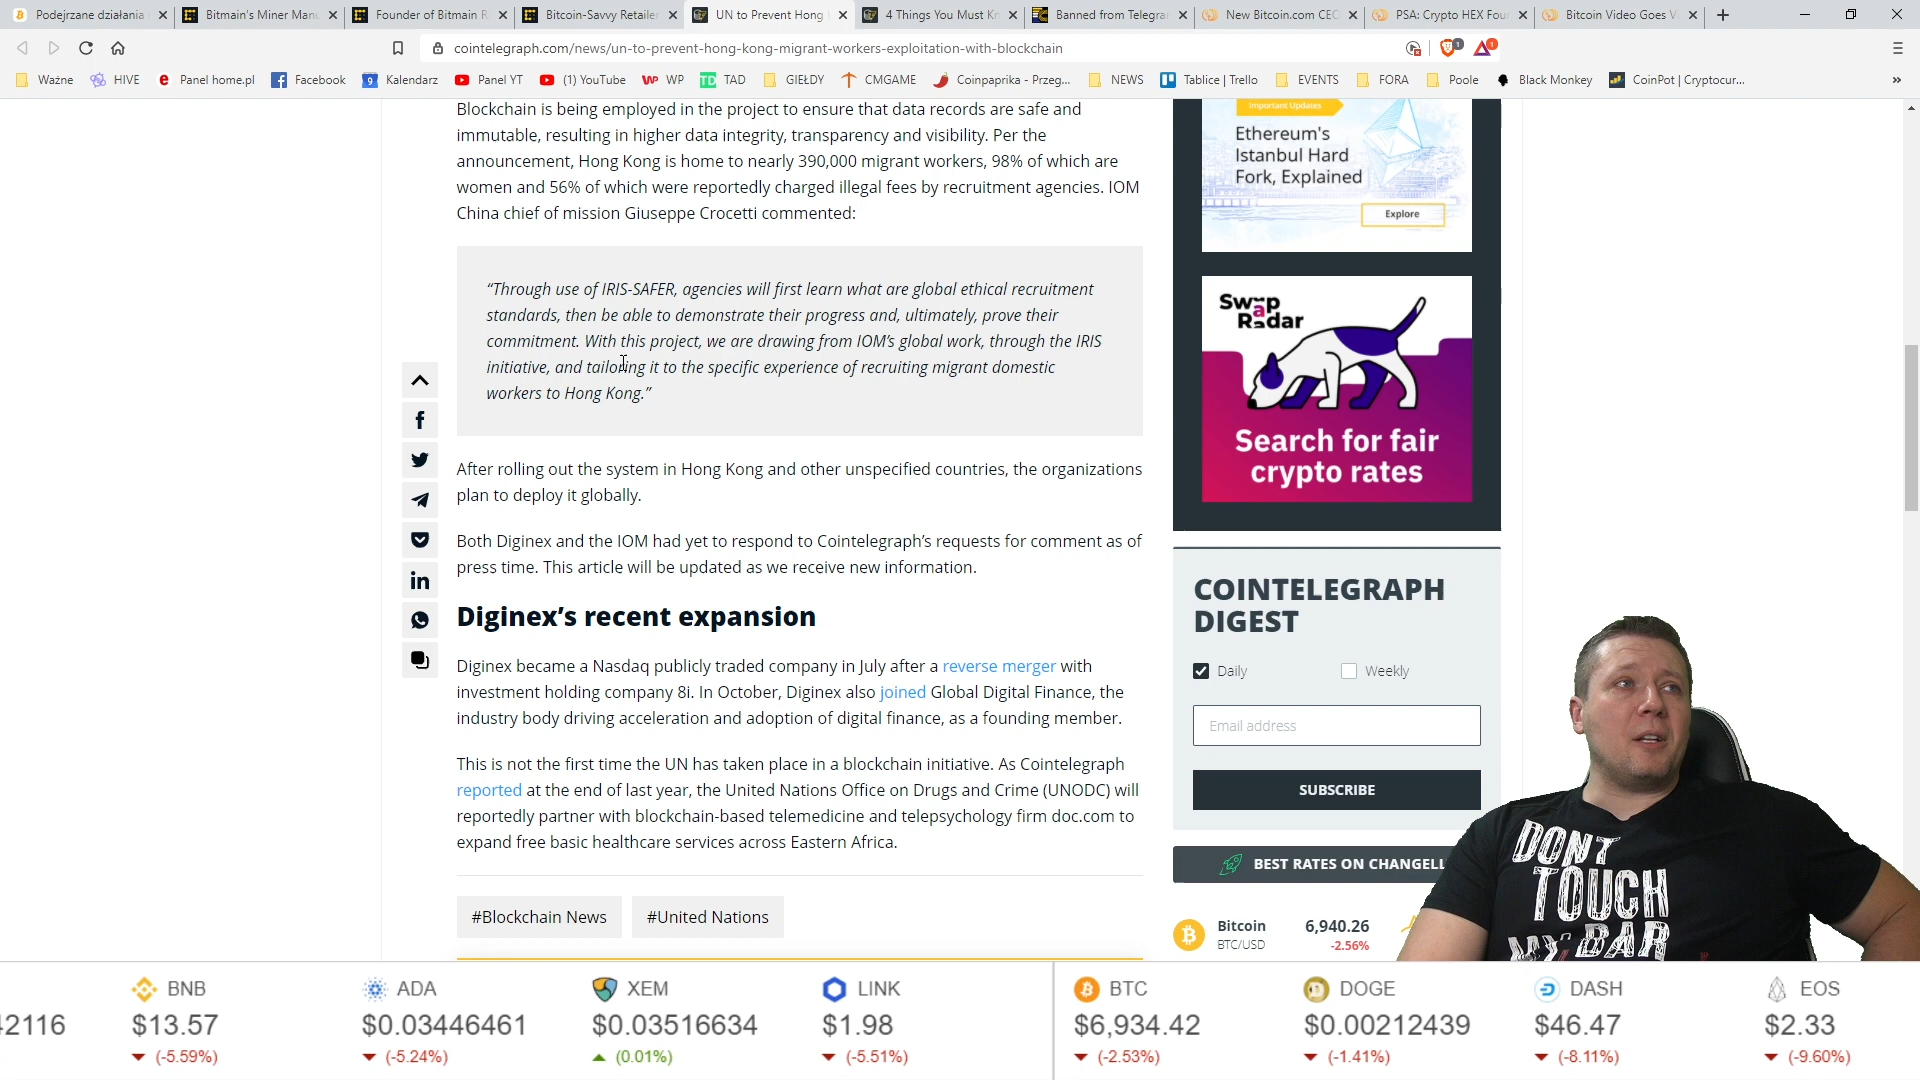 Podejrzane działania
Bitmain's Miner Man
Founder of Bitmain R
Bitcoin-Savvy Retailer
UN to Prevent Hong
4 Things You Must Kn
Banned from Telegra
New Bitcoin.com CEO
PSA: Crypto HEX Fou
Bitcoin Video Goes V
cointelegraph.com/news/un-to-prevent-hong-kong-migrant-workers-exploitation-with-blockchain
1
1
Ważne HIVE Panel home.pl Facebook Kalendarz Panel YT (1) YouTube WP TAD GIEŁDY CMGAME Coinpaprika - Przeg... NEWS Tablice | Trello EVENTS FORA Poole Black Monkey CoinPot | Cryptocur...
Blockchain is being employed in the project to ensure that data records are safe and
immutable, resulting in higher data integrity, transparency and visibility. Per the
announcement, Hong Kong is home to nearly 390,000 migrant workers, 98% of which are
women and 56% of which were reportedly charged illegal fees by recruitment agencies. IOM
China chief of mission Giuseppe Crocetti commented:
“Through use of IRIS-SAFER, agencies will first learn what are global ethical recruitment
standards, then be able to demonstrate their progress and, ultimately, prove their
commitment. With this project, we are drawing from IOM’s global work, through the IRIS
initiative, and tailoring it to the specific experience of recruiting migrant domestic
workers to Hong Kong.”
After rolling out the system in Hong Kong and other unspecified countries, the organizations
plan to deploy it globally.
Both Diginex and the IOM had yet to respond to Cointelegraph’s requests for comment as of
press time. This article will be updated as we receive new information.
Diginex’s recent expansion
Diginex became a Nasdaq publicly traded company in July after a reverse merger with
investment holding company 8i. In October, Diginex also joined Global Digital Finance, the
industry body driving acceleration and adoption of digital finance, as a founding member.
This is not the first time the UN has taken place in a blockchain initiative. As Cointelegraph
reported at the end of last year, the United Nations Office on Drugs and Crime (UNODC) will
reportedly partner with blockchain-based telemedicine and telepsychology firm doc.com to
expand free basic healthcare services across Eastern Africa.
#Blockchain News #United Nations
Important Updates
Ethereum's
Istanbul Hard
Fork, Explained
Explore
Swap
Radar
Search for fair
crypto rates
COINTELEGRAPH
DIGEST
Daily Weekly
Email address
SUBSCRIBE
BEST RATES ON CHANGELL
Bitcoin 6,940.26
BTC/USD -2.56%
DONT
TOUCH
MY BAR
BNB ADA XEM LINK BTC DOGE DASH EOS
42116 $13.57 $0.03446461 $0.03516634 $1.98 $6,934.42 $0.00212439 $46.47 $2.33
(-5.59%) (-5.24%) (0.01%) (-5.51%) (-2.53%) (-1.41%) (-8.11%) (-9.60%)